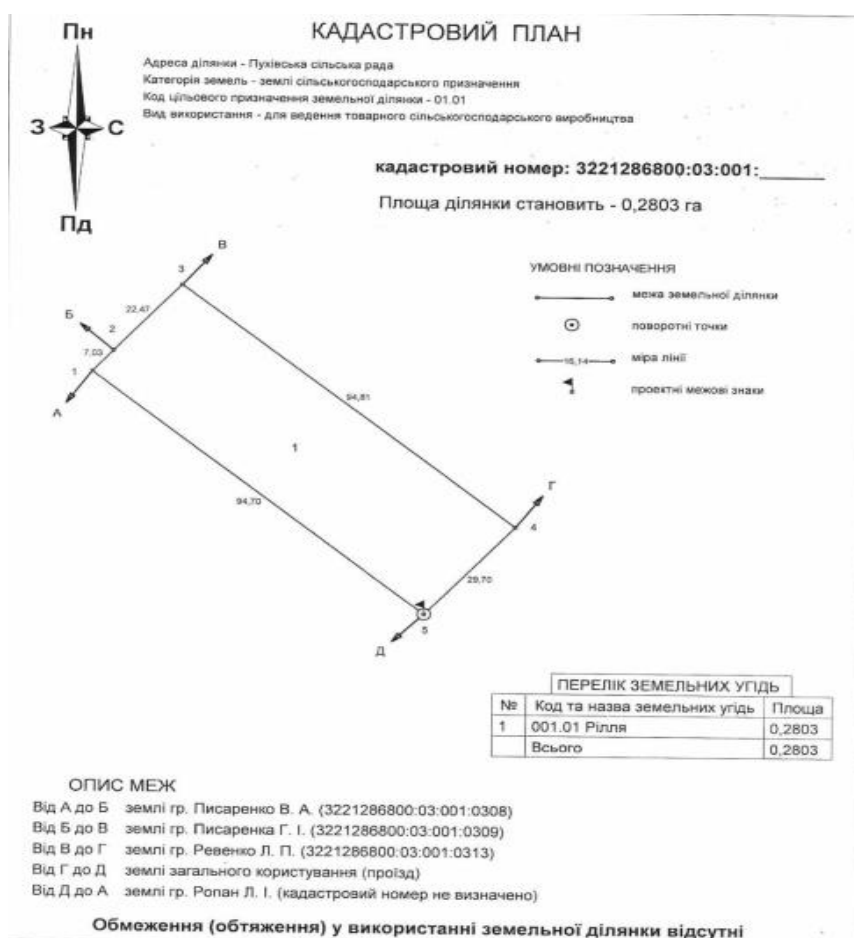 Пн
КАДАСТРОВИЙ ПЛАН
Адреса ділянки - Пухівська сільська рада
Категорія земель - землі сільськогосподарського призначення
Код цільового призначення земельної ділянки - 01.01
Вид використання - для ведення товарного сільськогосподарського виробництва
З С
кадастровий номер: 3221286800:03:001:______
Площа ділянки становить - 0,2803 га
Пд
В
3
УМОВНІ ПОЗНАЧЕННЯ
межа земельної ділянки
22,47
Б
2
поворотні точки
7,03
1
16,14
міра лінії
А
94,81
проектні межові знаки
1
Г
94,70
4
29,70
5
Д
ПЕРЕЛІК ЗЕМЕЛЬНИХ УГІДЬ
№ Код та назва земельних угідь Площа
1 001.01 Рілля 0,2803
Всього 0,2803
ОПИС МЕЖ
Від А до Б землі гр. Писаренко В. А. (3221286800:03:001:0308)
Від Б до В землі гр. Писаренка Г. І. (3221286800:03:001:0309)
Від В до Г землі гр. Ревенко Л. П. (3221286800:03:001:0313)
Від Г до Д землі загального користування (проїзд)
Від Д до А землі гр. Ропан Л. І. (кадастровий номер не визначено)
Обмеження (обтяження) у використанні земельної ділянки відсутні